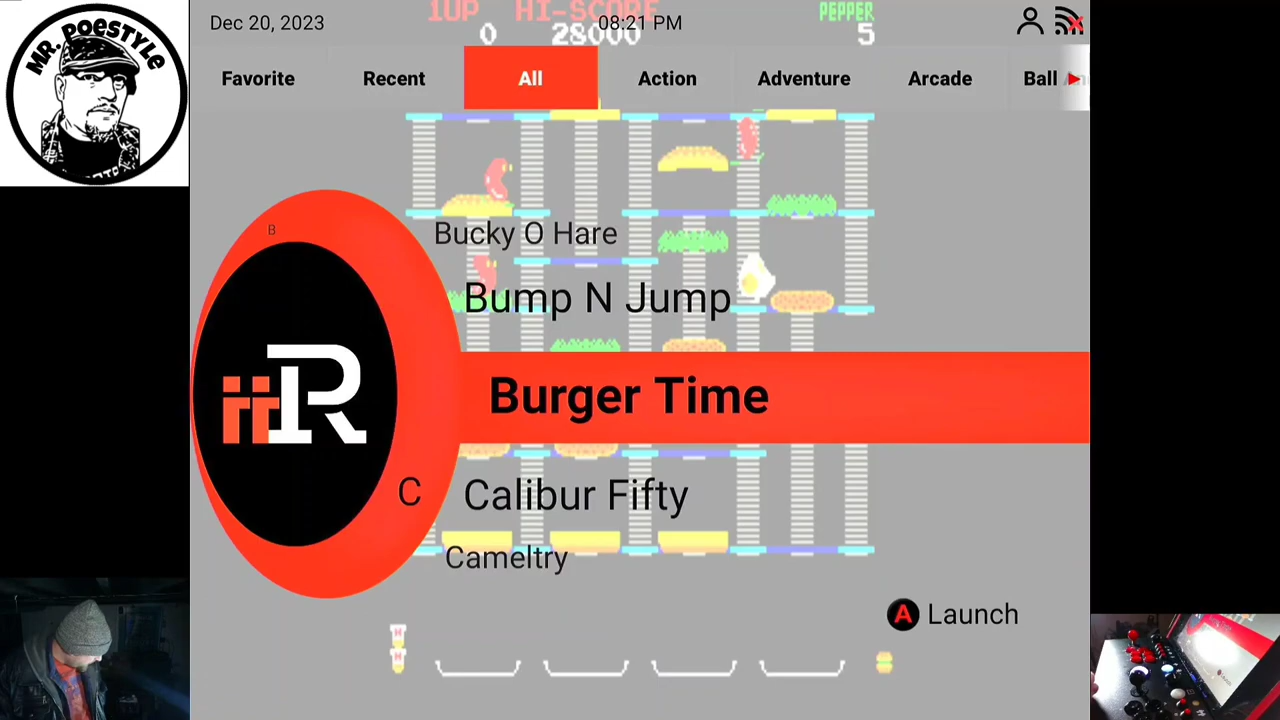 MR. POESTYLE
Dec 20, 2023
1UP HI-SCORE
08:21 PM
PEPPER
0 28000 5
Favorite Recent All Action Adventure Arcade Ball
B
Bucky O Hare
Bump N Jump
Burger Time
iiR
C
Calibur Fifty
Cameltry
A Launch
H
H